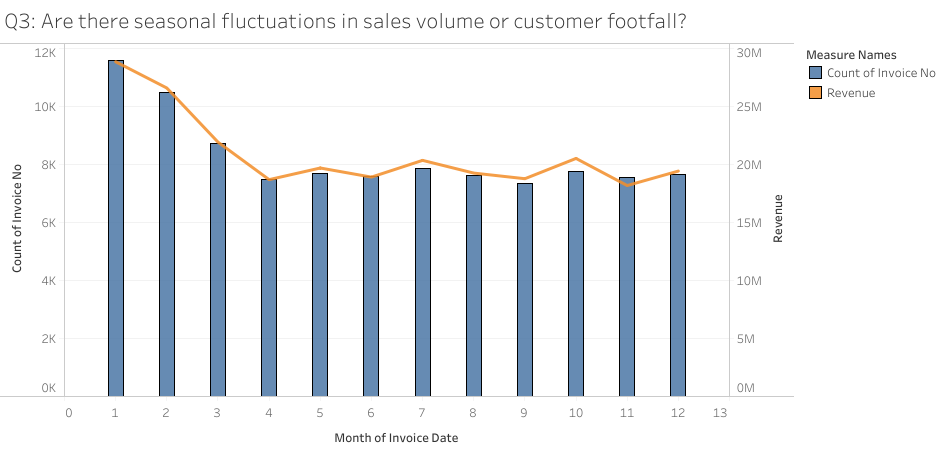 Q3: Are there seasonal fluctuations in sales volume or customer footfall?
Measure Names
Count of Invoice No
Revenue
12K
10K
8K
6K
4K
2K
0K
Count of Invoice No
30M
25M
20M
15M
10M
5M
0M
Revenue
0 1 2 3 4 5 6 7 8 9 10 11 12 13
Month of Invoice Date